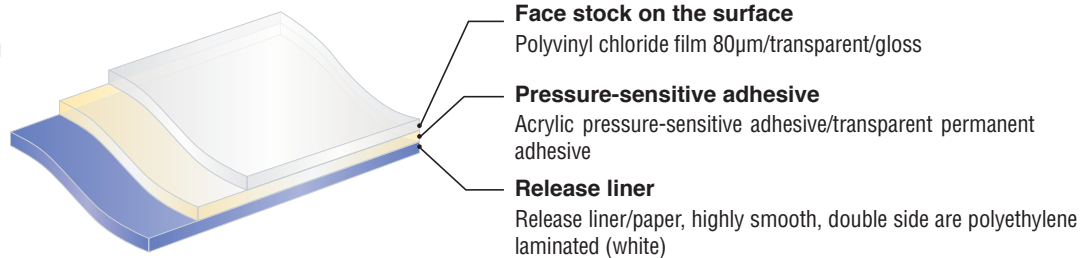 Face stock on the surface
Polyvinyl chloride film 80µm/transparent/gloss
Pressure-sensitive adhesive
Acrylic pressure-sensitive adhesive/transparent permanent
adhesive
Release liner
Release liner/paper, highly smooth, double side are polyethylene
laminated (white)